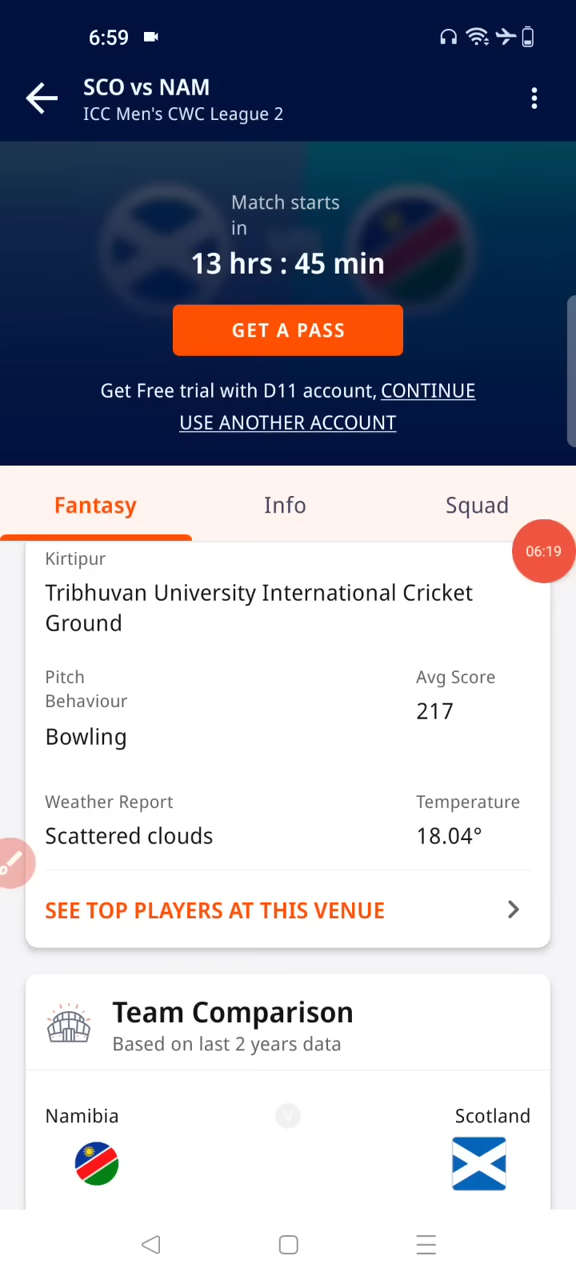 6:59
SCO vs NAM
ICC Men's CWC League 2
Match starts
in
13 hrs : 45 min
GET A PASS
Get Free trial with D11 account, CONTINUE
USE ANOTHER ACCOUNT
Fantasy Info Squad
06:19
Kirtipur
Tribhuvan University International Cricket
Ground
Pitch
Behaviour
Bowling
Avg Score
217
Weather Report
Scattered clouds
Temperature
18.04°
SEE TOP PLAYERS AT THIS VENUE
Team Comparison
Based on last 2 years data
Namibia V Scotland